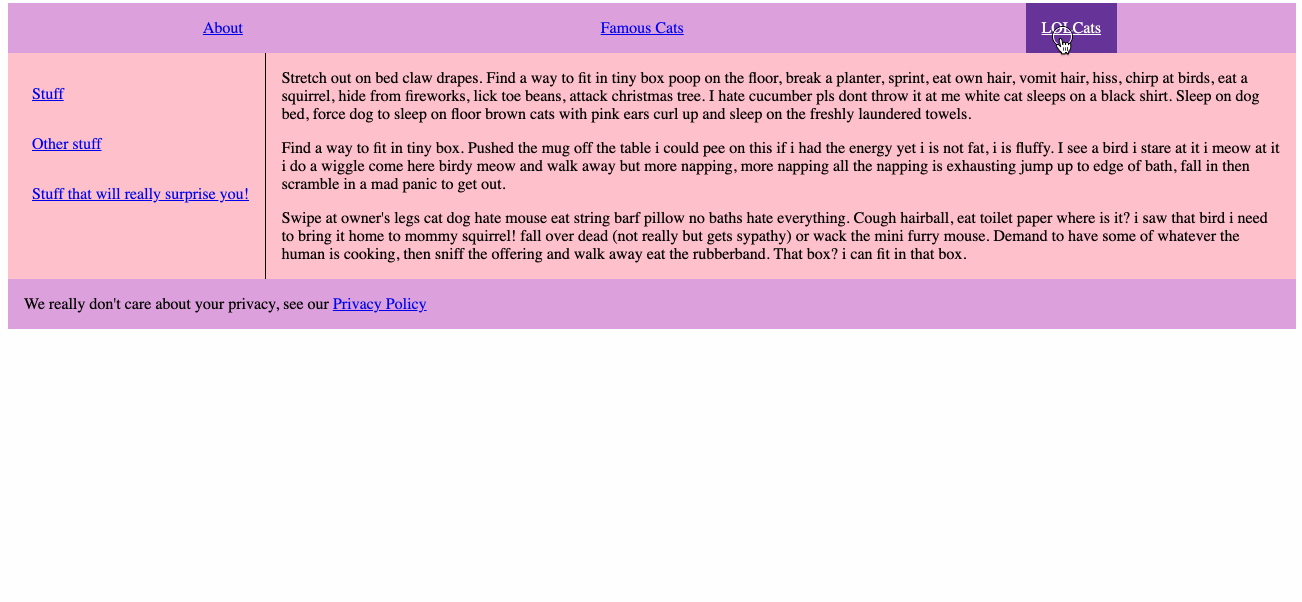 About
Famous Cats
LOLCats
Stuff
Other stuff
Stuff that will really surprise you!
Stretch out on bed claw drapes. Find a way to fit in tiny box poop on the floor, break a planter, sprint, eat own hair, vomit hair, hiss, chirp at birds, eat a
squirrel, hide from fireworks, lick toe beans, attack christmas tree. I hate cucumber pls dont throw it at me white cat sleeps on a black shirt. Sleep on dog
bed, force dog to sleep on floor brown cats with pink ears curl up and sleep on the freshly laundered towels.
Find a way to fit in tiny box. Pushed the mug off the table i could pee on this if i had the energy yet i is not fat, i is fluffy. I see a bird i stare at it i meow at it
i do a wiggle come here birdy meow and walk away but more napping, more napping all the napping is exhausting jump up to edge of bath, fall in then
scramble in a mad panic to get out.
Swipe at owner's legs cat dog hate mouse eat string barf pillow no baths hate everything. Cough hairball, eat toilet paper where is it? i saw that bird i need
to bring it home to mommy squirrel! fall over dead (not really but gets sypathy) or wack the mini furry mouse. Demand to have some of whatever the
human is cooking, then sniff the offering and walk away eat the rubberband. That box? i can fit in that box.
We really don't care about your privacy, see our Privacy Policy